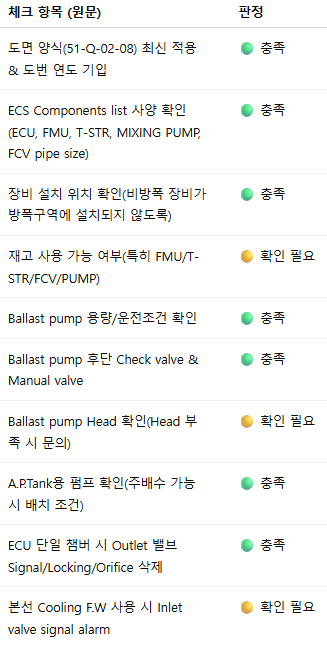 체크 항목 (원문) 판정
도면 양식(51-Q-02-08) 최신 적용 충족
& 도번 연도 기입
ECS Components list 사양 확인 충족
(ECU, FMU, T-STR, MIXING PUMP,
FCV pipe size)
장비 설치 위치 확인(비방폭 장비가 충족
방폭구역에 설치되지 않도록)
재고 사용 가능 여부(특히 FMU/T- 확인 필요
STR/FCV/PUMP)
Ballast pump 용량/운전조건 확인 충족
Ballast pump 후단 Check valve & 충족
Manual valve
Ballast pump Head 확인(Head 부 확인 필요
족 시 문의)
A.P.Tank용 펌프 확인(주배수 가능 충족
시 배치 조건)
ECU 단일 챔버 시 Outlet 밸브 충족
Signal/Locking/Orifice 삭제
본선 Cooling F.W 사용 시 Inlet 확인 필요
valve signal alarm